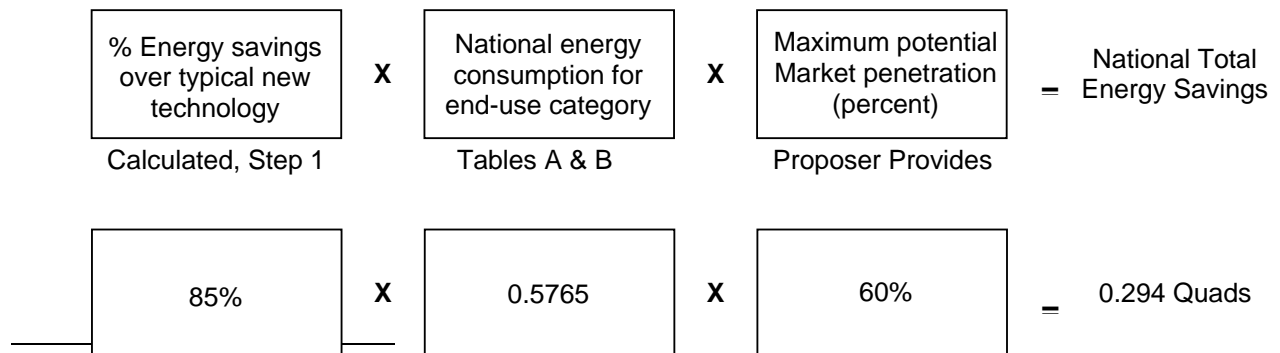 % Energy savings
over typical new
technology
X
National energy
consumption for
end-use category
X
Maximum potential
Market penetration
(percent)
=
National Total
Energy Savings
Calculated, Step 1
Tables A & B
Proposer Provides
85%
X
0.5765
X
60%
=
0.294 Quads